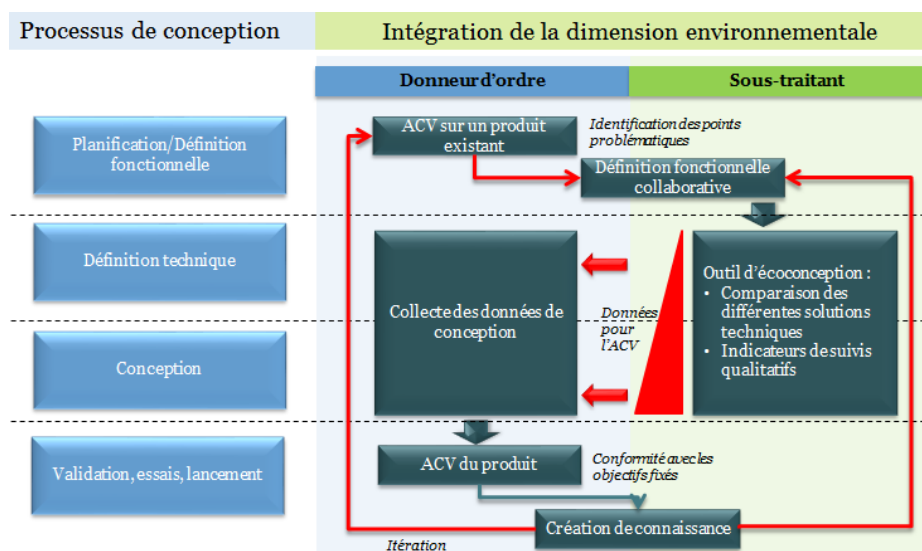 Processus de conception
Intégration de la dimension environnementale
Donneur d'ordre
Sous-traitant
Planification/Définition
fonctionnelle
ACV sur un produit
existant
Identification des points
problématiques
Définition fonctionnelle
collaborative
Définition technique
Collecte des données de
conception
Données
pour
l'ACV
Outil d'écoconception :
• Comparaison des
différentes solutions
techniques
• Indicateurs de suivis
qualitatifs
Conception
Validation, essais, lancement
ACV du produit
Conformité avec les
objectifs fixés
Création de connaissance
Itération